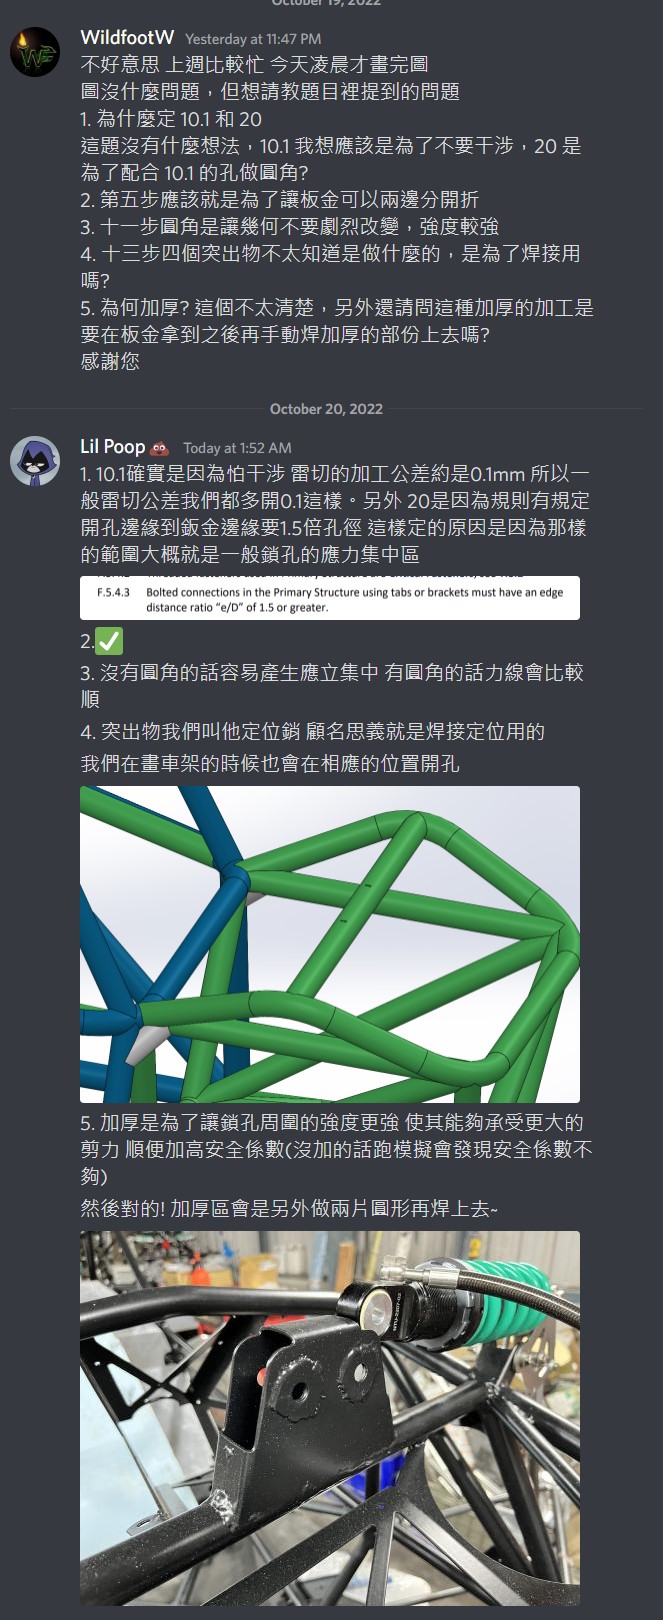 October 19, 2022
WildfootW Yesterday at 11:47 PM
不好意思 上週比較忙 今天凌晨才畫完圖
圖沒什麼問題，但想請教題目裡提到的問題
1. 為什麼定 10.1 和 20
這題沒有什麼想法，10.1 我想應該是為了不要干涉，20 是
為了配合 10.1 的孔做圓角?
2. 第五步應該就是為了讓板金可以兩邊分開折
3. 十一步圓角是讓幾何不要劇烈改變，強度較強
4. 十三步四個突出物不太知道是做什麼的，是為了焊接用
嗎?
5. 為何加厚? 這個不太清楚，另外還請問這種加厚的加工是
要在板金拿到之後再手動焊加厚的部份上去嗎?
感謝您
October 20, 2022
Lil Poop 💩 Today at 1:52 AM
1. 10.1確實是因為怕干涉 雷切的加工公差約是0.1mm 所以一
般雷切公差我們都多開0.1這樣。另外 20是因為規則有規定
開孔邊緣到鈑金邊緣要1.5倍孔徑 這樣定的原因是因為那樣
的範圍大概就是一般鎖孔的應力集中區
F.5.4.3 Bolted connections in the Primary Structure using tabs or brackets must have an edge
distance ratio “e/D” of 1.5 or greater.
2.✅
3. 沒有圓角的話容易產生應立集中 有圓角的話力線會比較
順
4. 突出物我們叫他定位銷 顧名思義就是焊接定位用的
我們在畫車架的時候也會在相應的位置開孔
5. 加厚是為了讓鎖孔周圍的強度更強 使其能夠承受更大的
剪力 順便加高安全係數(沒加的話跑模擬會發現安全係數不
夠)
然後對的! 加厚區會是另外做兩片圓形再焊上去~